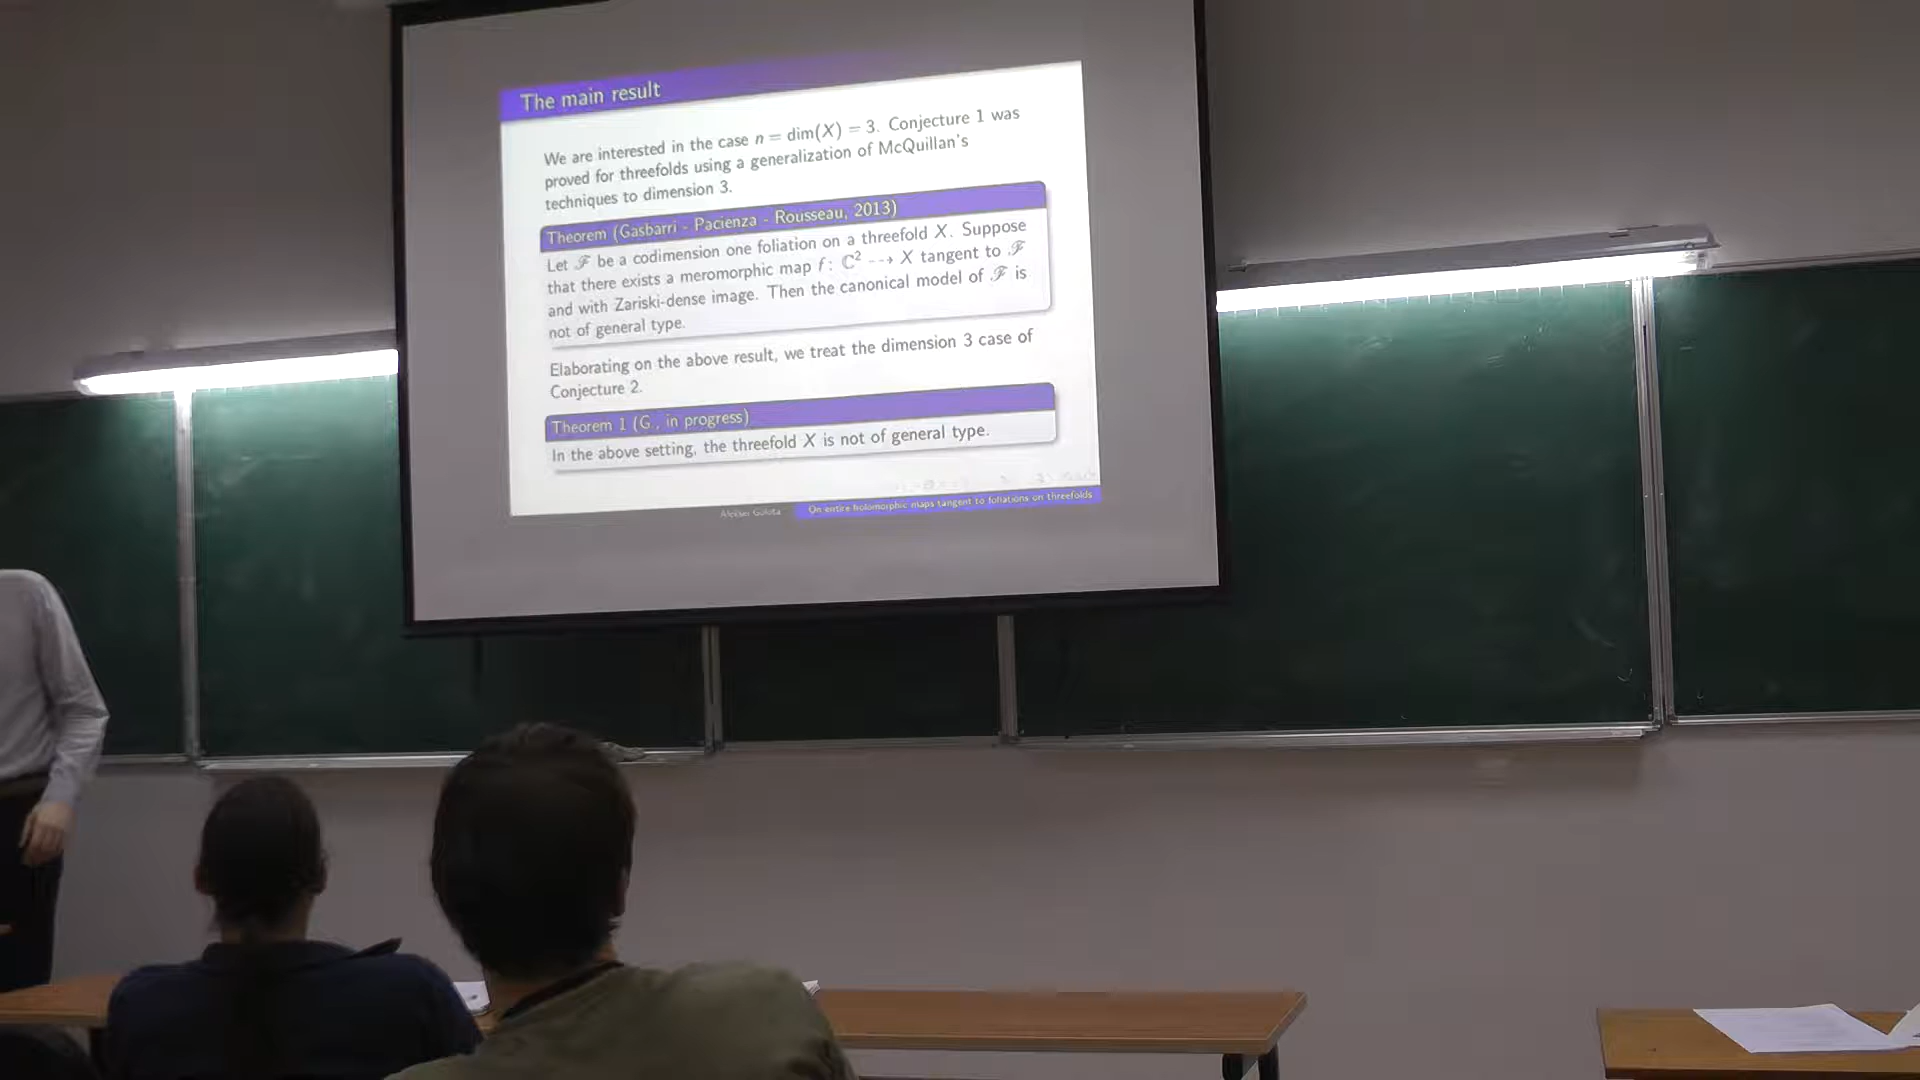 The main result
We are interested in the case n = dim(X) = 3. Conjecture 1 was
proved for threefolds using a generalization of McQuillan's
techniques to dimension 3.
Theorem (Gasbarri - Pacienza - Rousseau, 2013)
Let ℱ be a codimension one foliation on a threefold X. Suppose
that there exists a meromorphic map f: ℂ² ⇢ X tangent to ℱ
and with Zariski-dense image. Then the canonical model of ℱ is
not of general type.
Elaborating on the above result, we treat the dimension 3 case of
Conjecture 2.
Theorem 1 (G., in progress)
In the above setting, the threefold X is not of general type.
Aleksei Golota On entire holomorphic maps tangent to foliations on threefolds